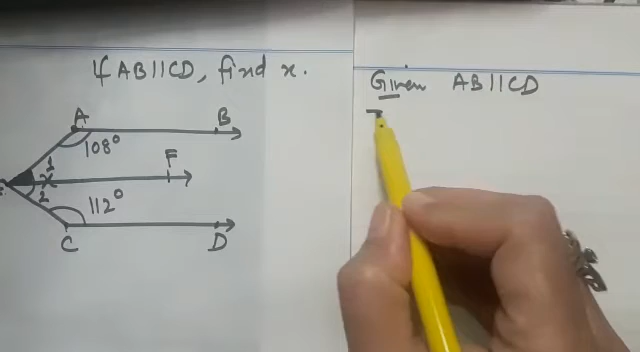 If AB||CD, find x.
Given AB||CD
A
B
108°
1
F
x
2
112°
C
D